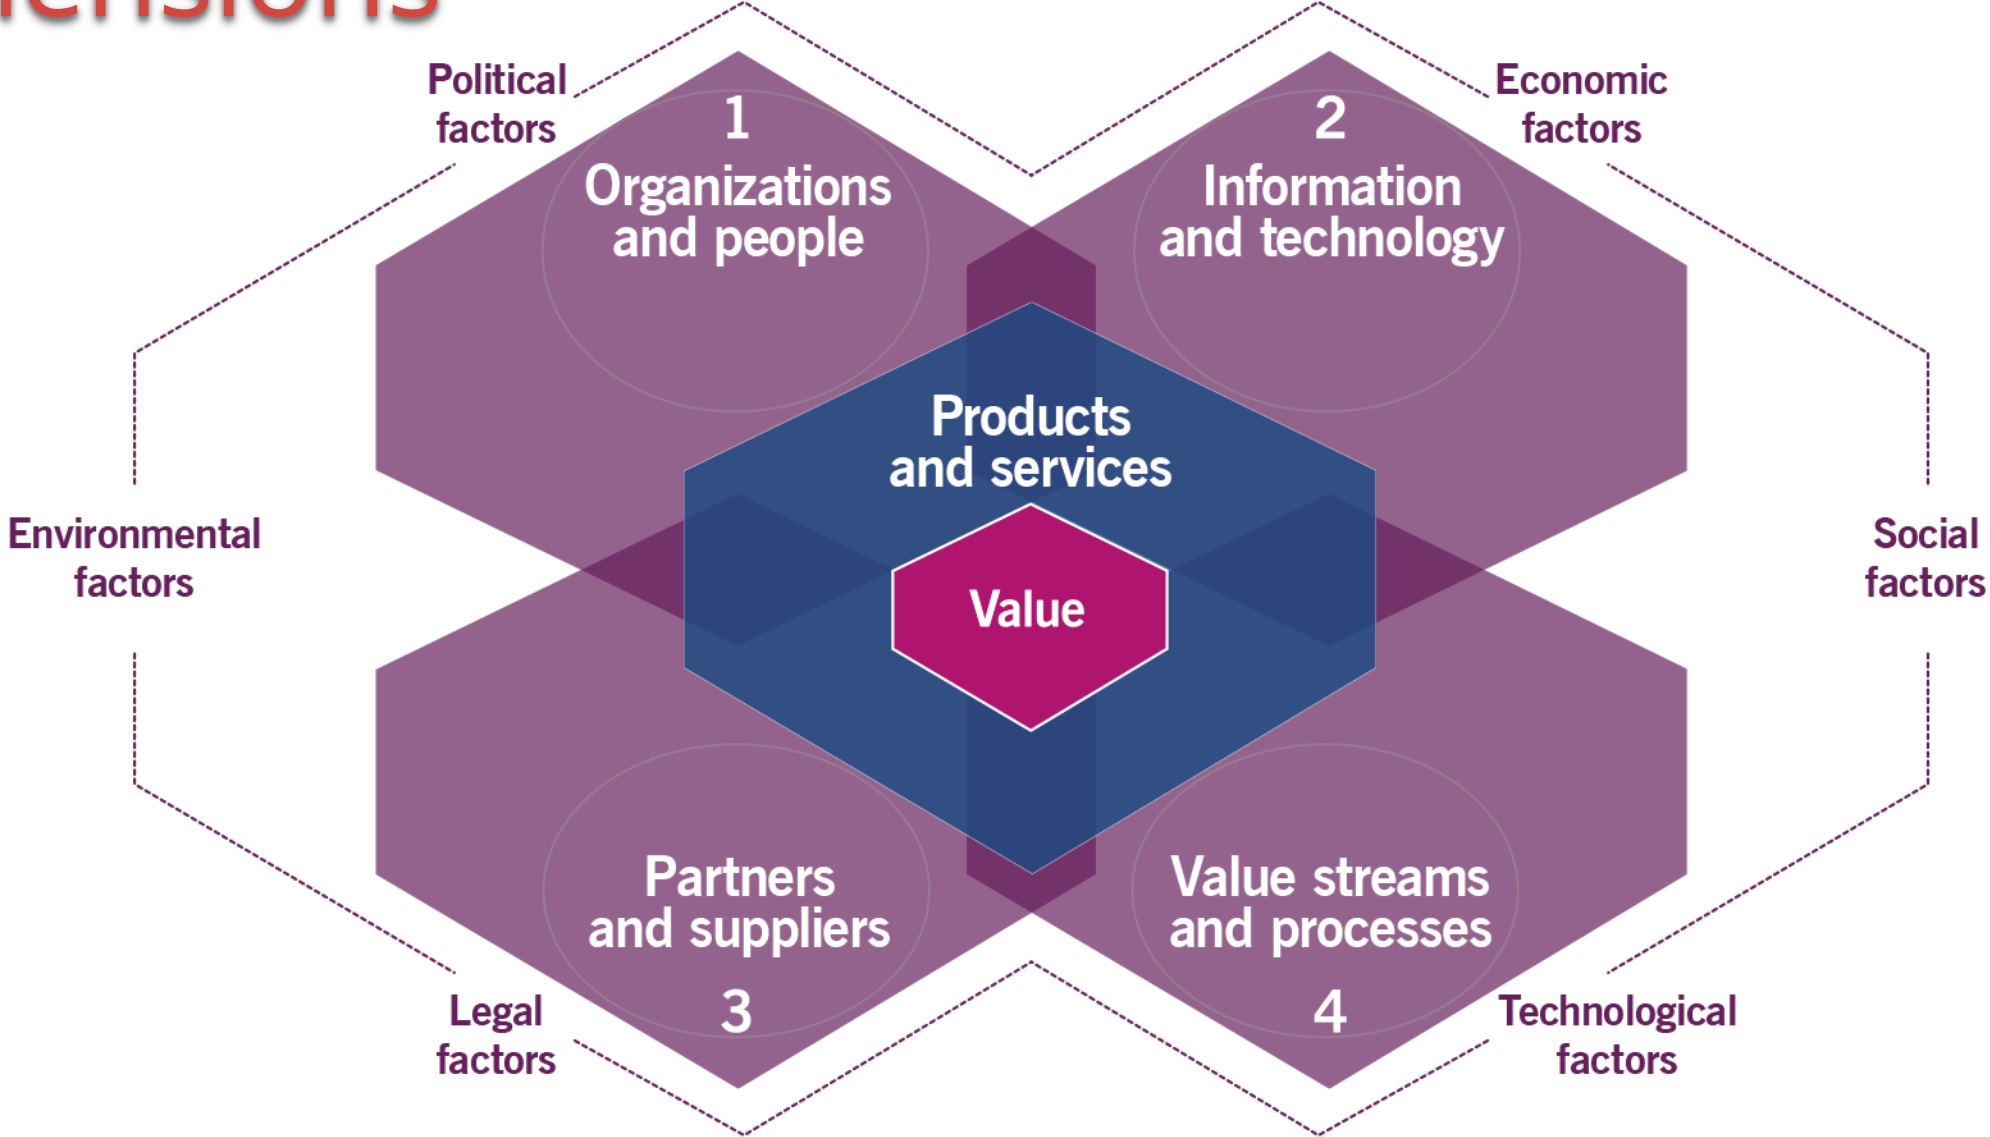 Political
factors
Economic
factors
1
Organizations
and people
2
Information
and technology
Products
and services
Environmental
factors
Value
Social
factors
Partners
and suppliers
3
Value streams
and processes
4
Legal
factors
Technological
factors